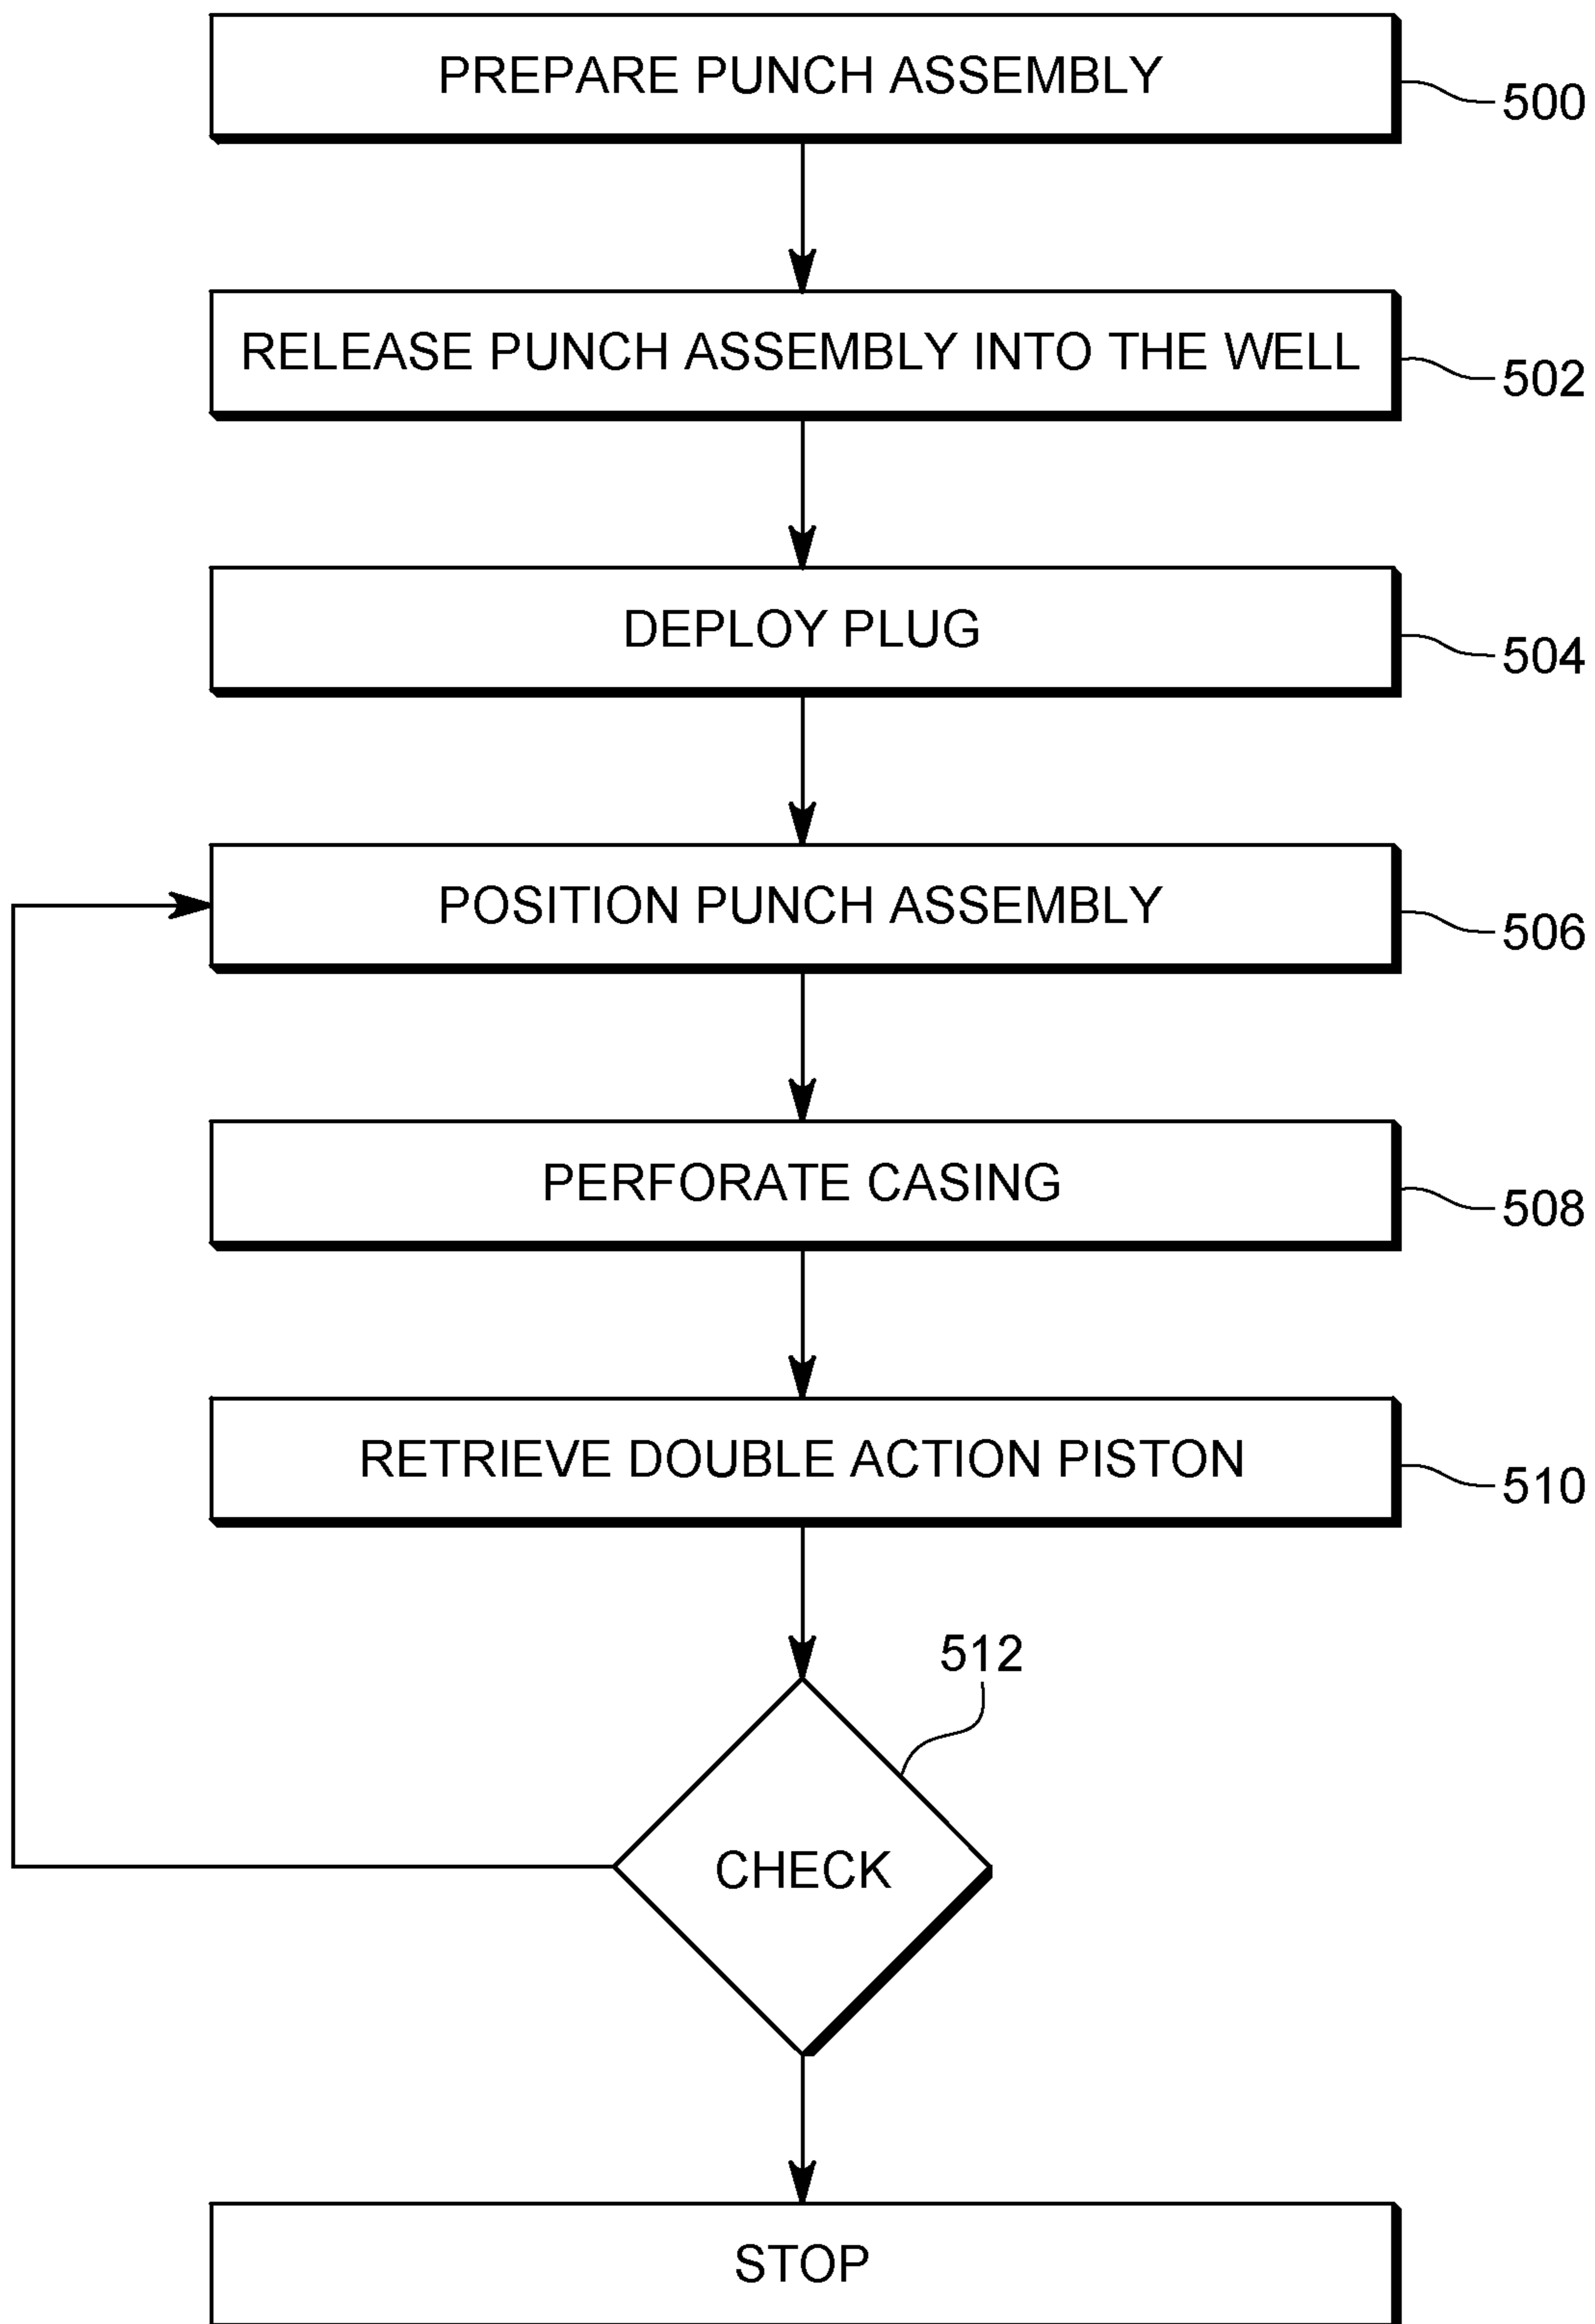 PREPARE PUNCH ASSEMBLY
500
RELEASE PUNCH ASSEMBLY INTO THE WELL
502
DEPLOY PLUG
504
POSITION PUNCH ASSEMBLY
506
PERFORATE CASING
508
RETRIEVE DOUBLE ACTION PISTON
510
512
CHECK
STOP